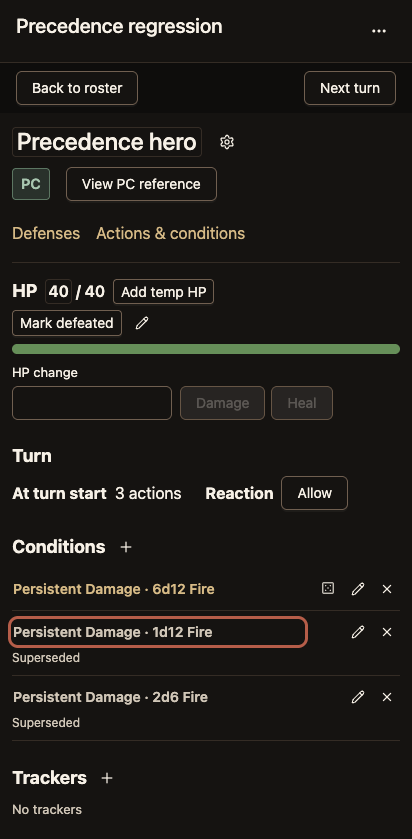 Precedence regression
...
Back to roster
Next turn
Precedence hero
PC
View PC reference
Defenses Actions & conditions
HP 40 / 40 Add temp HP
Mark defeated
HP change
Damage Heal
Turn
At turn start 3 actions Reaction Allow
Conditions +
Persistent Damage · 6d12 Fire
Persistent Damage · 1d12 Fire
Superseded
Persistent Damage · 2d6 Fire
Superseded
Trackers +
No trackers